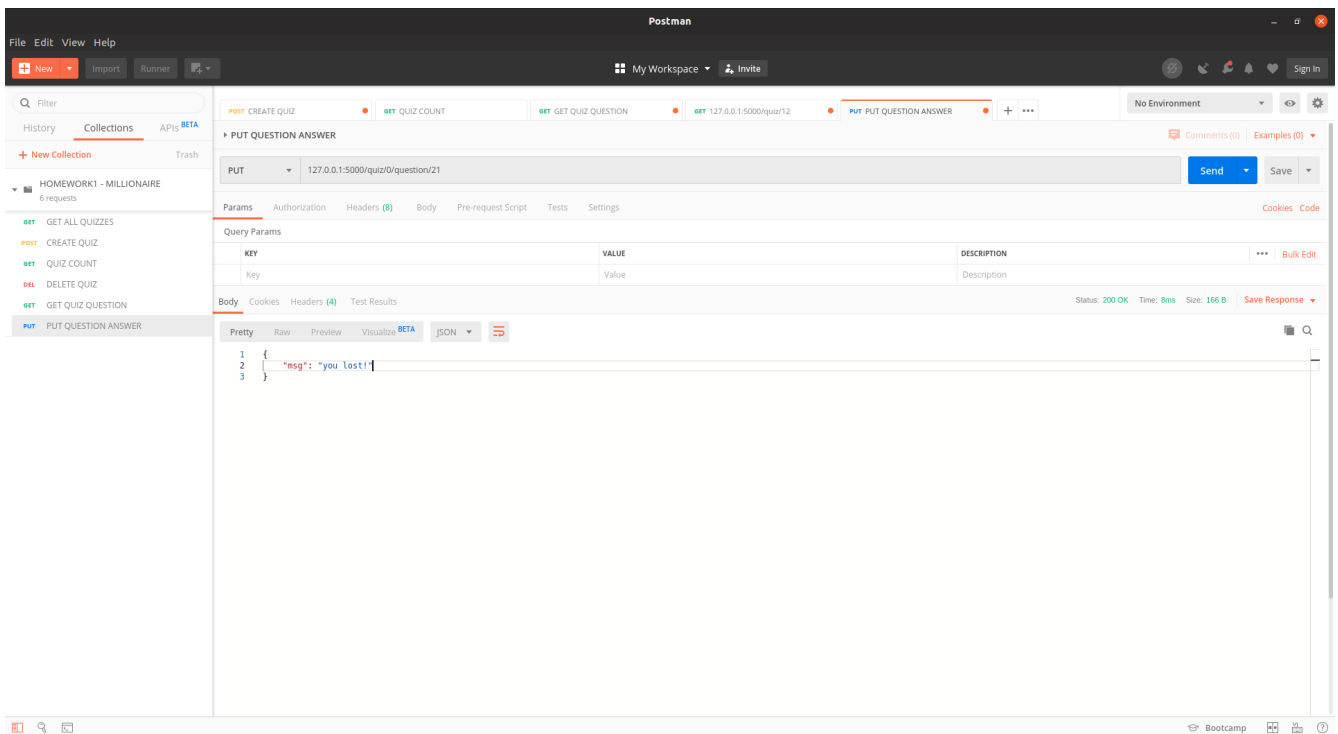 Postman
File Edit View Help
New Import Runner My Workspace Invite Sign In
Filter
History Collections APIs BETA
+ New Collection Trash
HOMEWORK1 - MILLIONAIRE
6 requests
GET GET ALL QUIZZES
POST CREATE QUIZ
GET QUIZ COUNT
DEL DELETE QUIZ
GET GET QUIZ QUESTION
PUT PUT QUESTION ANSWER
POST CREATE QUIZ GET QUIZ COUNT GET GET QUIZ QUESTION GET 127.0.0.1:5000/quiz/12 PUT PUT QUESTION ANSWER + ••• No Environment
PUT QUESTION ANSWER Comments (0) Examples (0)
PUT 127.0.0.1:5000/quiz/0/question/21 Send Save
Params Authorization Headers (8) Body Pre-request Script Tests Settings Cookies Code
Query Params
KEY VALUE DESCRIPTION ••• Bulk Edit
Key Value Description
Body Cookies Headers (4) Test Results Status: 200 OK Time: 8ms Size: 166 B Save Response
Pretty Raw Preview Visualize BETA JSON
1 {
2 "msg": "you lost!"
3 }
Bootcamp